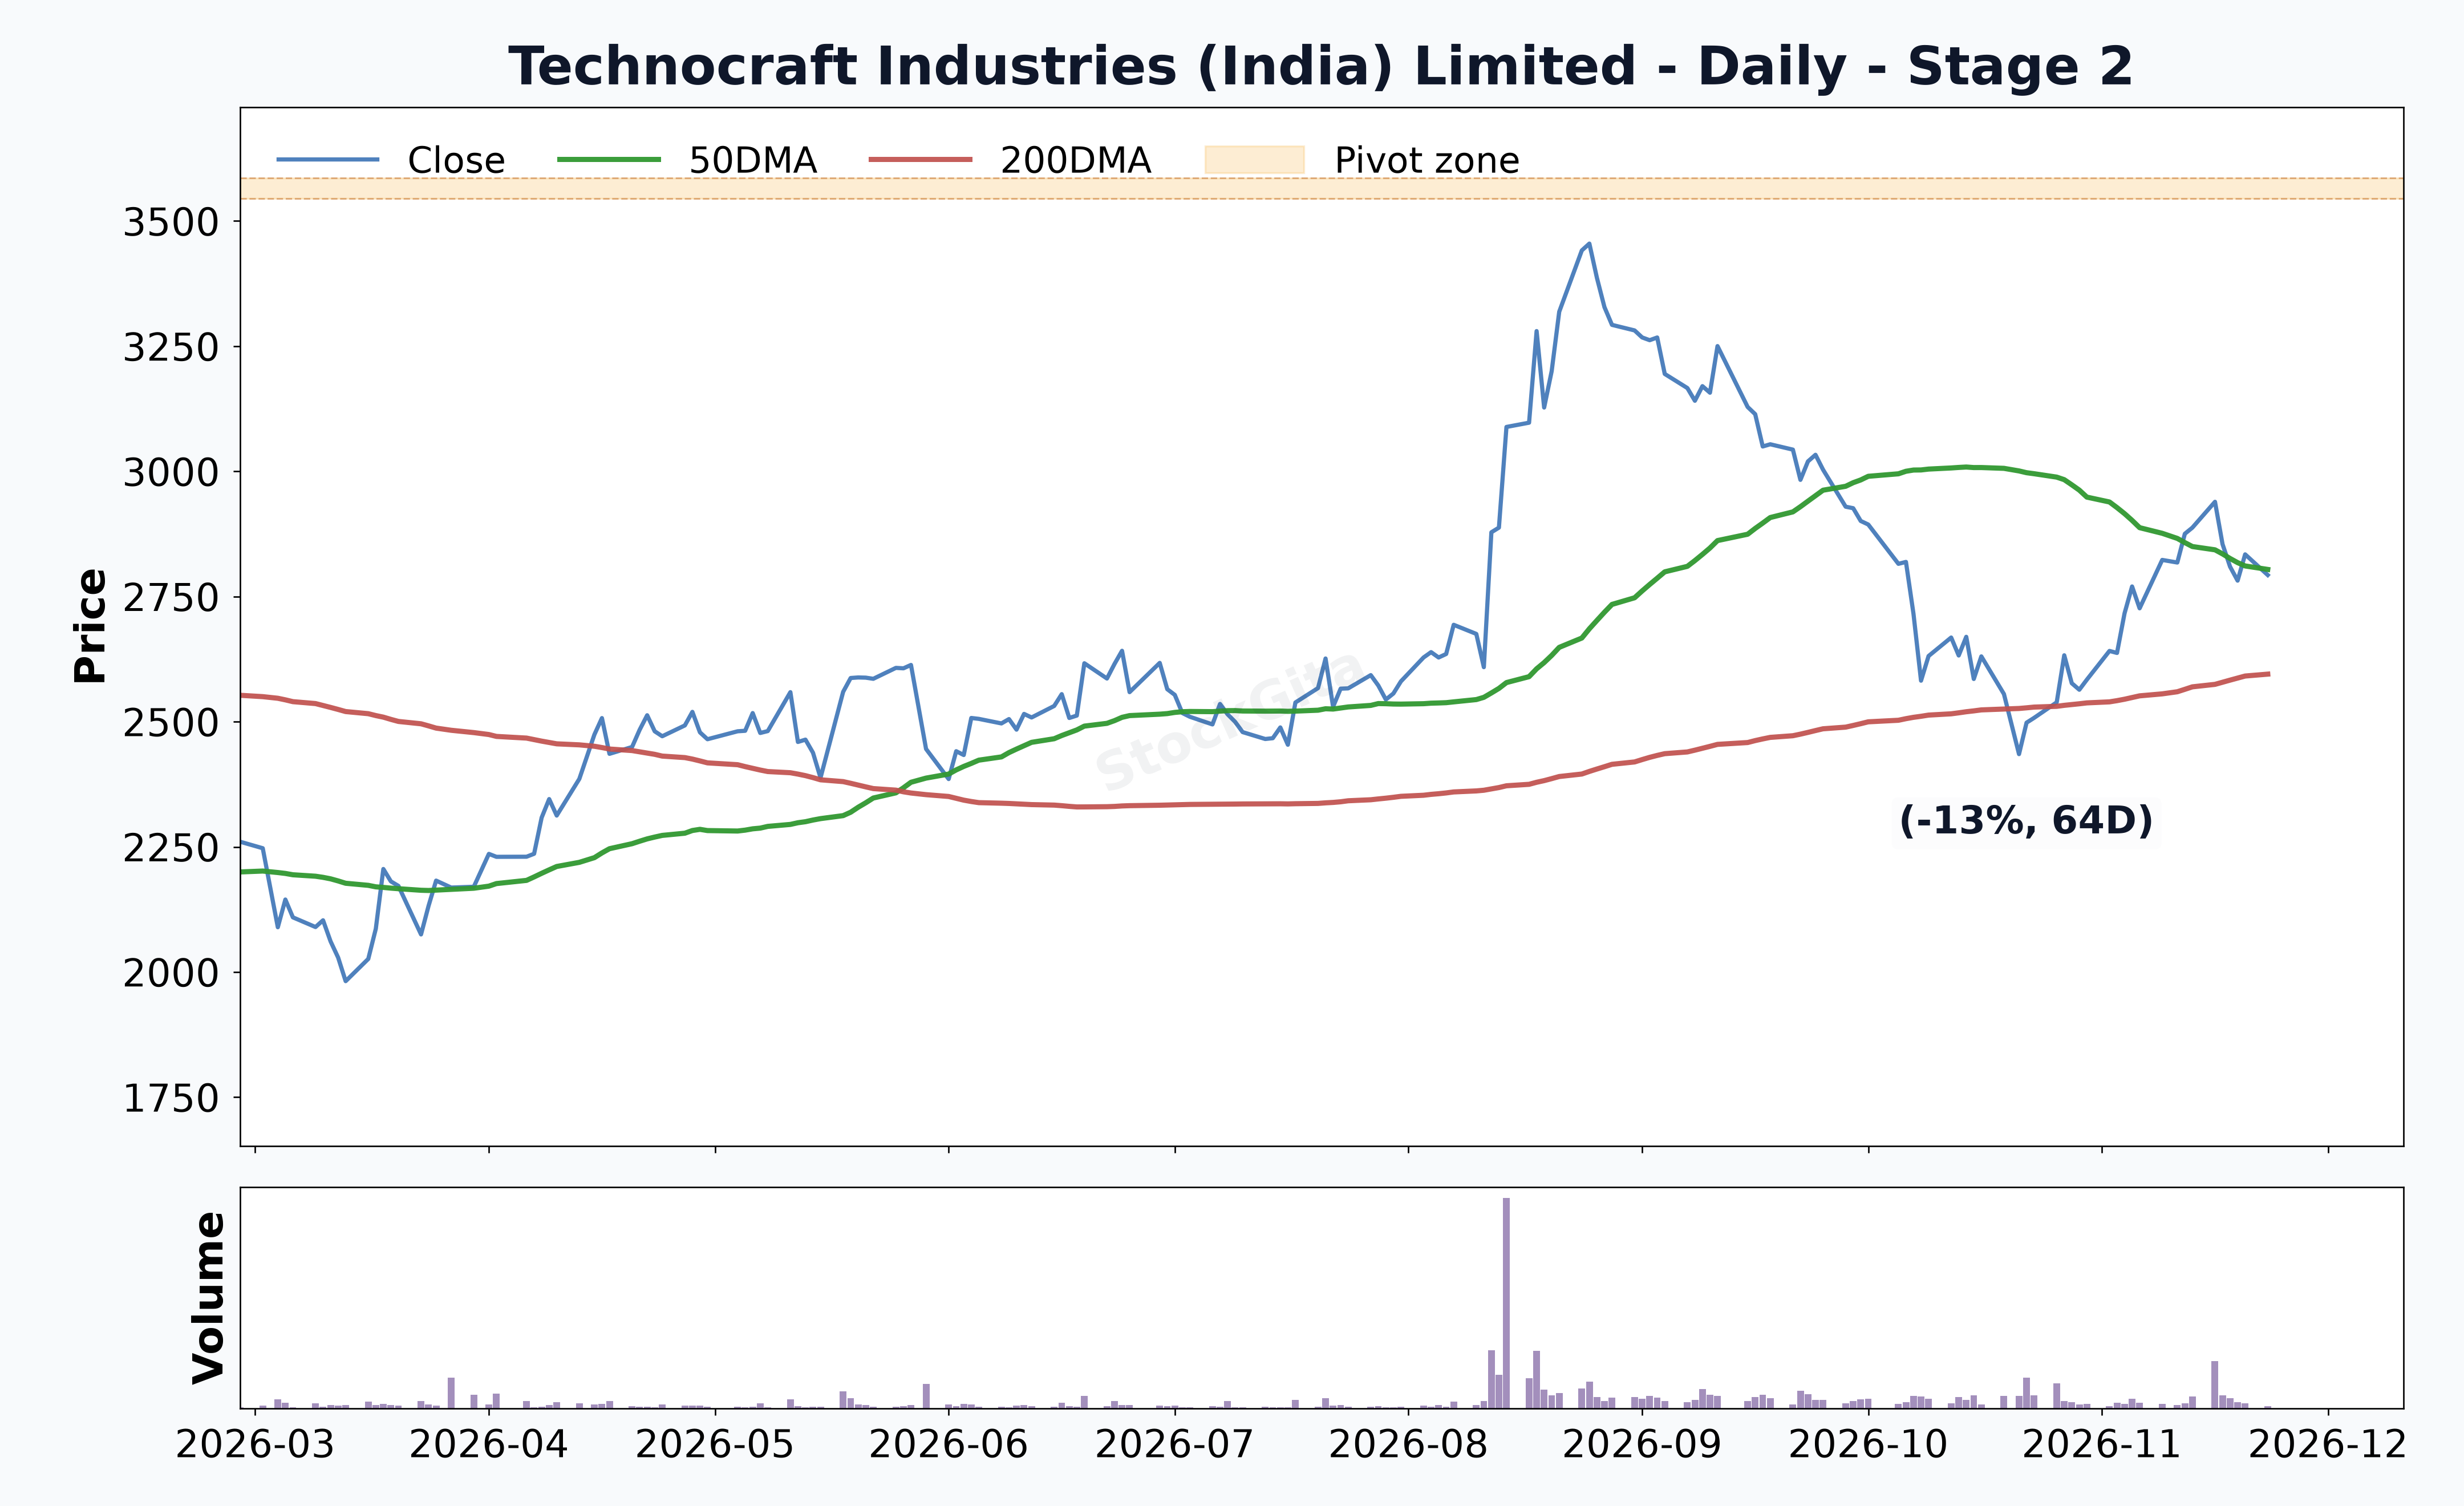 Technocraft Industries (India) Limited - Daily - Stage 2
Close 50DMA 200DMA Pivot zone
3500
3250
3000
2750
2500
2250
2000
1750
Price
StockGita
(-13%, 64D)
Volume
2026-03 2026-04 2026-05 2026-06 2026-07 2026-08 2026-09 2026-10 2026-11 2026-12